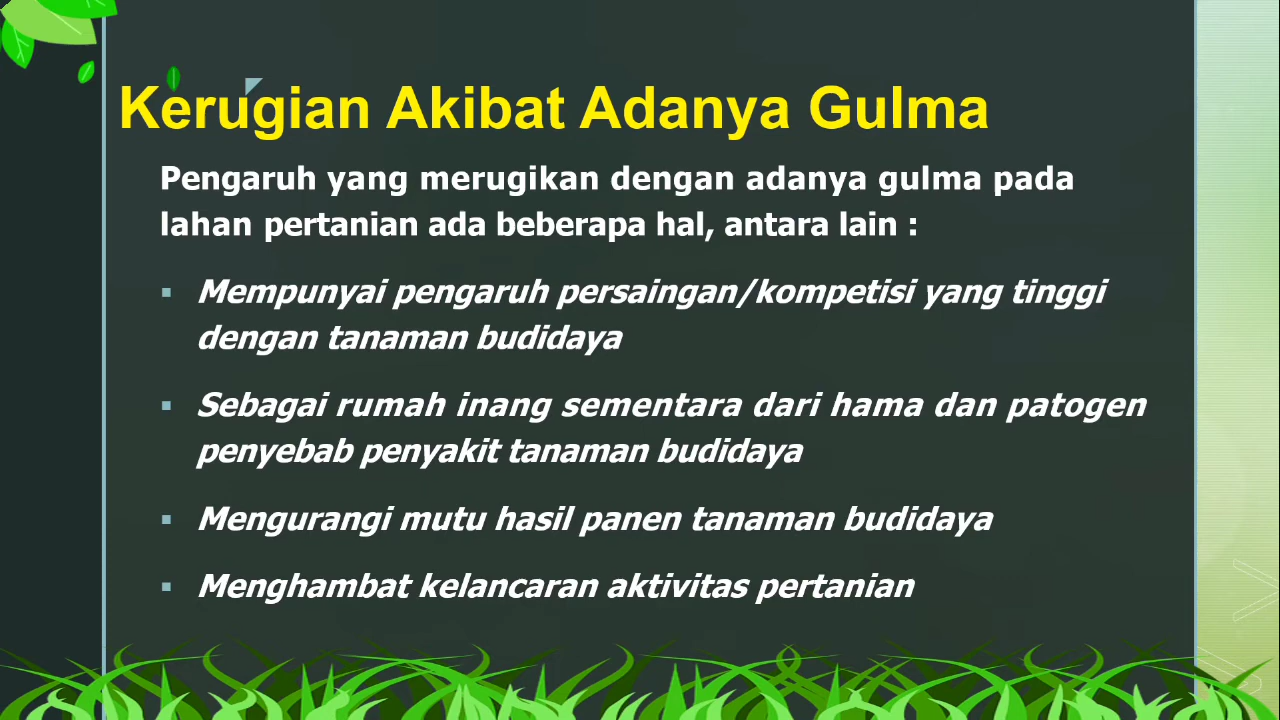 Kerugian Akibat Adanya Gulma
Pengaruh yang merugikan dengan adanya gulma pada
lahan pertanian ada beberapa hal, antara lain :
▪ Mempunyai pengaruh persaingan/kompetisi yang tinggi
dengan tanaman budidaya
▪ Sebagai rumah inang sementara dari hama dan patogen
penyebab penyakit tanaman budidaya
▪ Mengurangi mutu hasil panen tanaman budidaya
▪ Menghambat kelancaran aktivitas pertanian